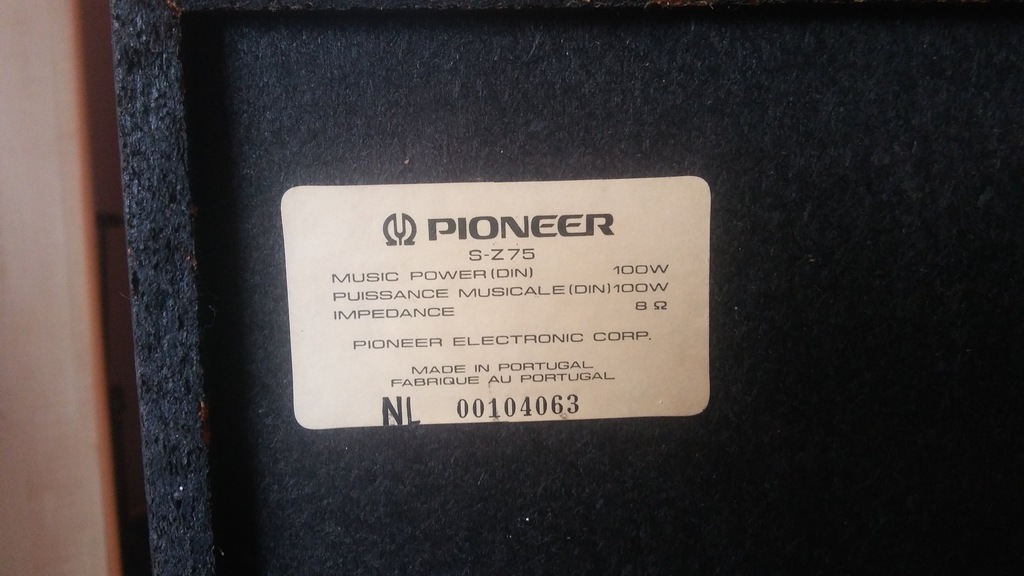 PIONEER
S-Z75
MUSIC POWER (DIN) 100W
PUISSANCE MUSICALE (DIN) 100W
IMPEDANCE 8 Ω
PIONEER ELECTRONIC CORP.
MADE IN PORTUGAL
FABRIQUE AU PORTUGAL
NL 00104063